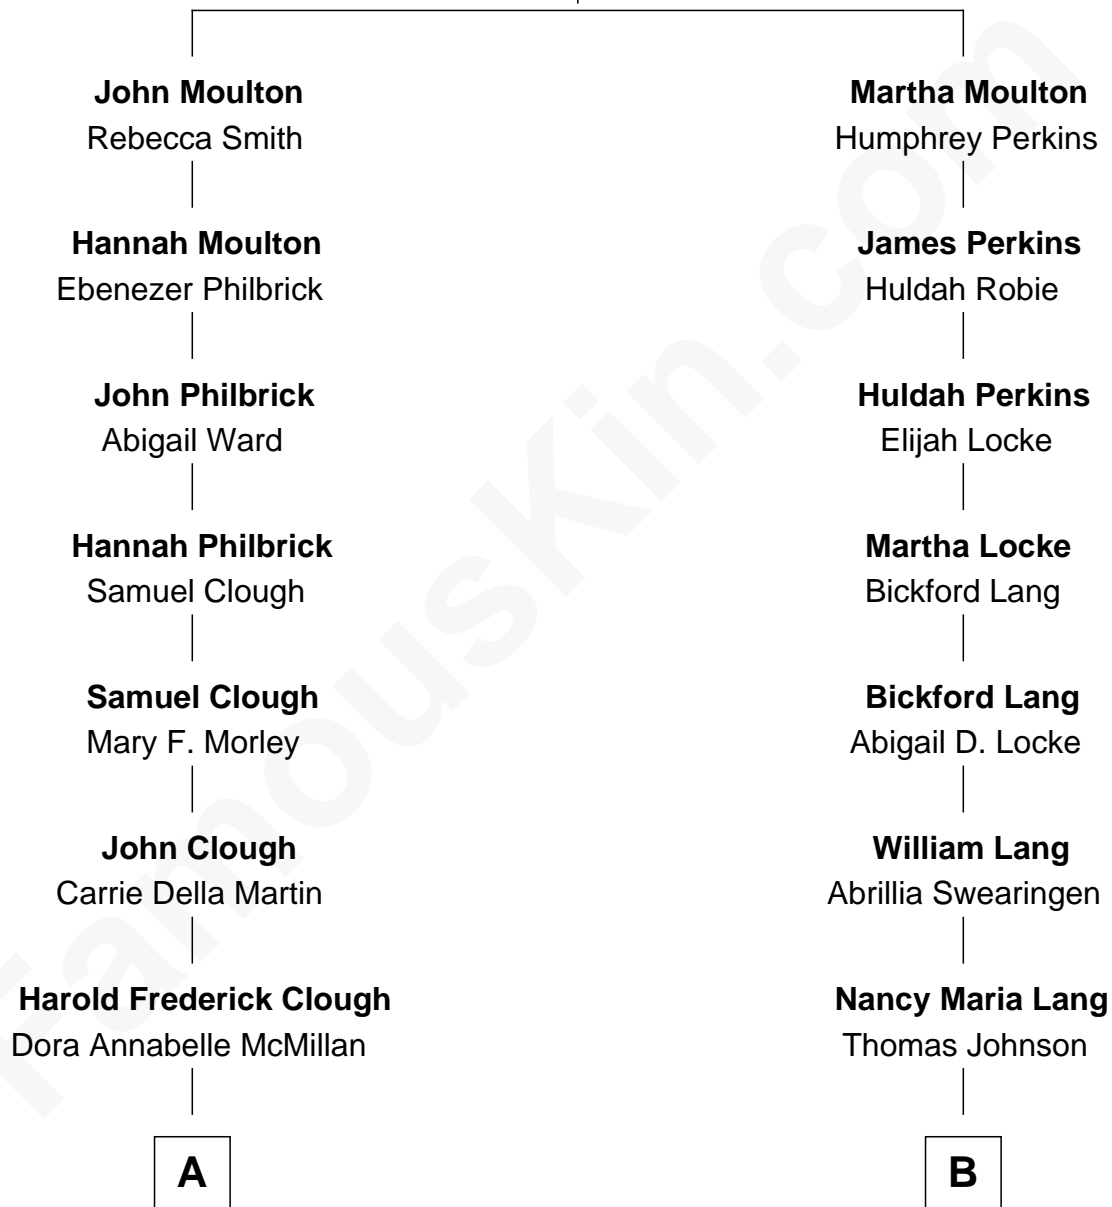 John Moulton
Rebecca Smith
Hannah Moulton
Ebenezer Philbrick
John Philbrick
Abigail Ward
Hannah Philbrick
Samuel Clough
Samuel Clough
Mary F. Morley
John Clough
Carrie Della Martin
Harold Frederick Clough
Dora Annabelle McMillan
A
Martha Moulton
Humphrey Perkins
James Perkins
Huldah Robie
Huldah Perkins
Elijah Locke
Martha Locke
Bickford Lang
Bickford Lang
Abigail D. Locke
William Lang
Abrillia Swearingen
Nancy Maria Lang
Thomas Johnson
B
FamousKin.com